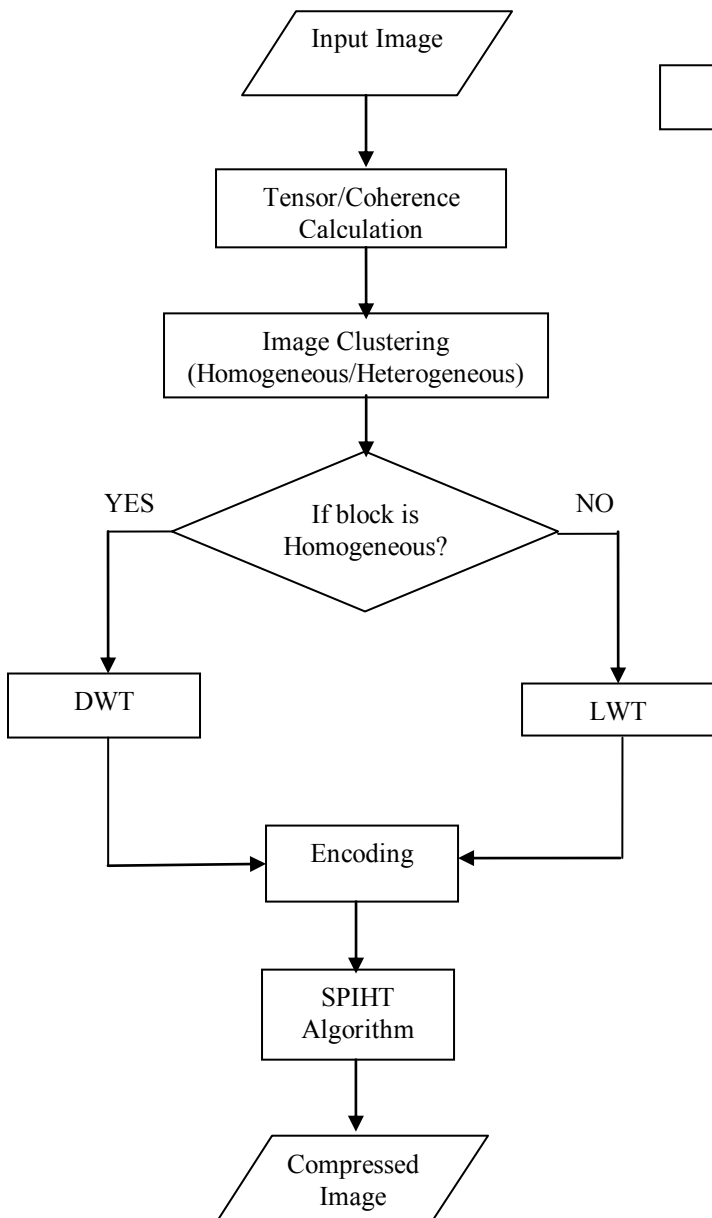 Input Image
Tensor/Coherence
Calculation
Image Clustering
(Homogeneous/Heterogeneous)
YES
NO
If block is
Homogeneous?
DWT
LWT
Encoding
SPIHT
Algorithm
Compressed
Image